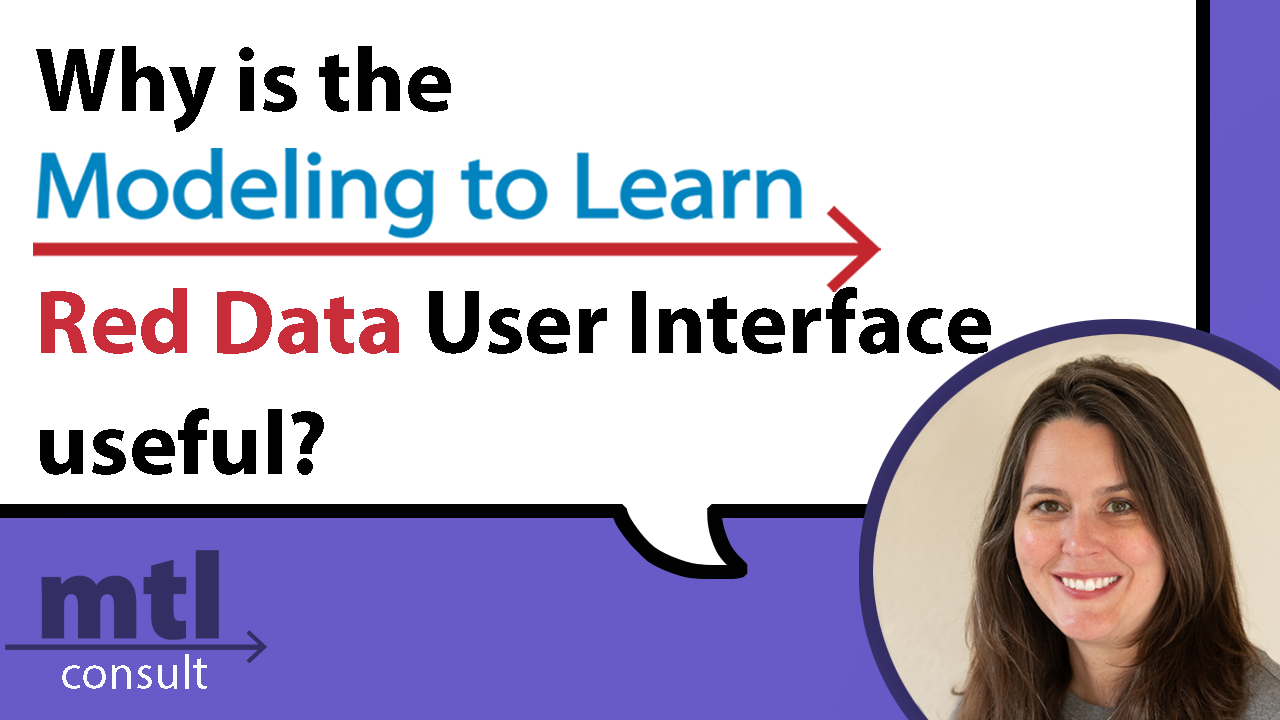 Why is the
Modeling to Learn
Red Data User Interface
useful?
mtl
consult